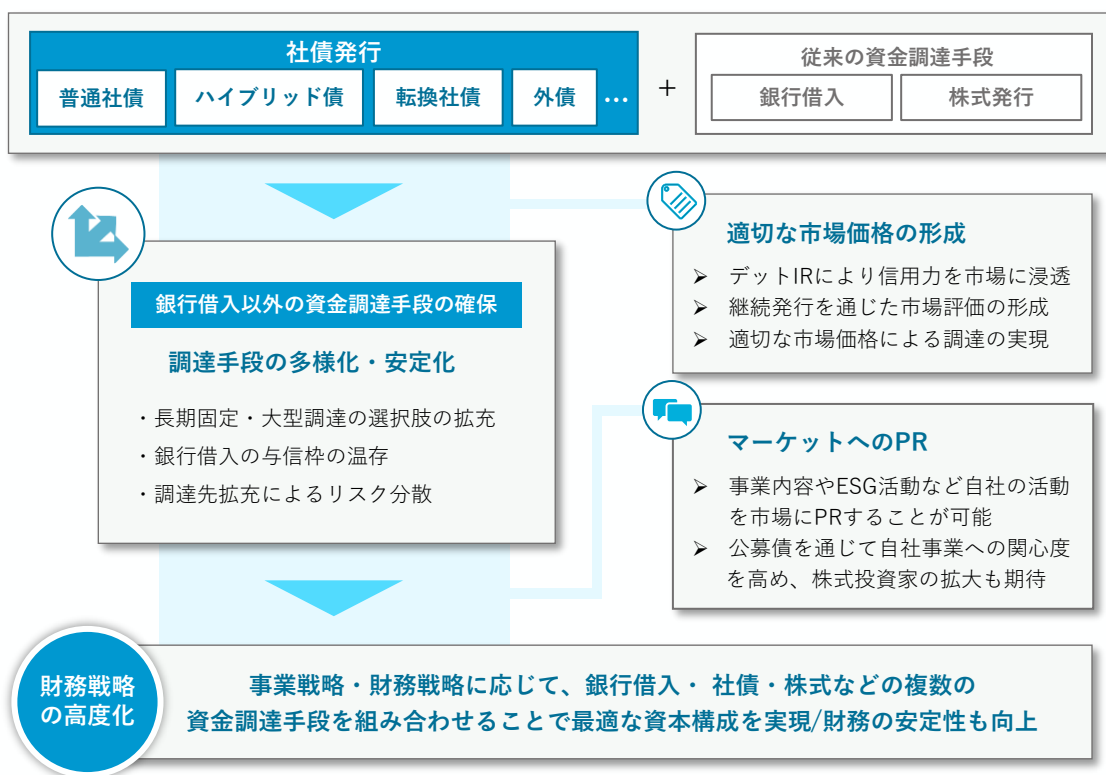 社債発行
普通社債
ハイブリッド債
転換社債
外債
…
+
従来の資金調達手段
銀行借入
株式発行
銀行借入以外の資金調達手段の確保
調達手段の多様化・安定化
・長期固定・大型調達の選択肢の拡充
・銀行借入の与信枠の温存
・調達先拡充によるリスク分散
適切な市場価格の形成
➢ デットIRにより信用力を市場に浸透
➢ 継続発行を通じた市場評価の形成
➢ 適切な市場価格による調達の実現
マーケットへのPR
➢ 事業内容やESG活動など自社の活動
を市場にPRすることが可能
➢ 公募債を通じて自社事業への関心度
を高め、株式投資家の拡大も期待
財務戦略
の高度化
事業戦略・財務戦略に応じて、銀行借入・ 社債・株式などの複数の
資金調達手段を組み合わせることで最適な資本構成を実現/財務の安定性も向上